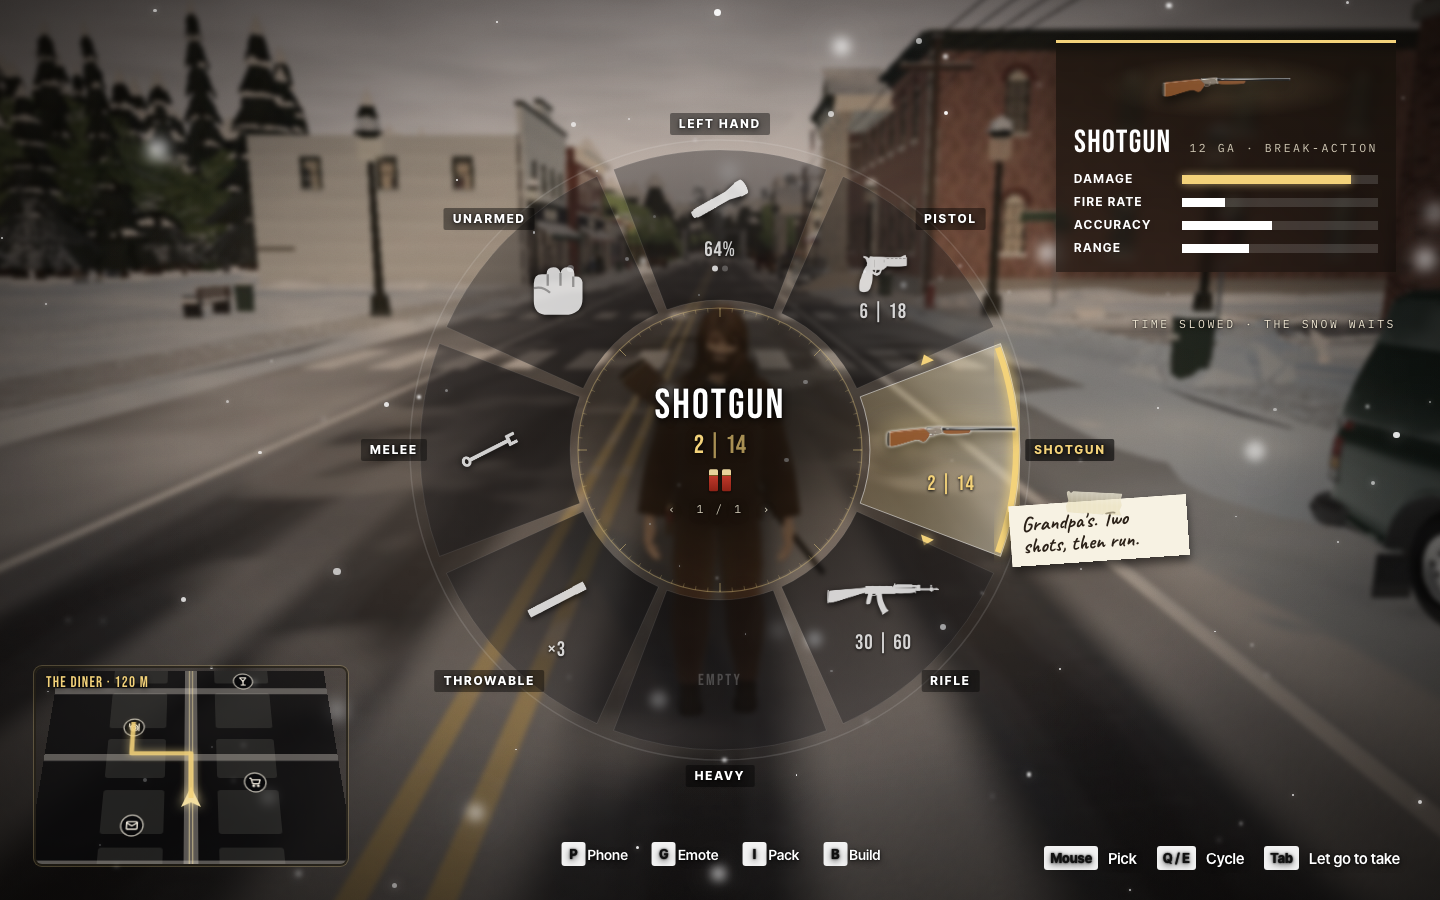 LEFT HAND
64%
UNARMED
PISTOL
6 | 18
SHOTGUN
12 GA · BREAK-ACTION
DAMAGE
FIRE RATE
ACCURACY
RANGE
TIME SLOWED · THE SNOW WAITS
SHOTGUN
2 | 14
‹ 1 / 1 ›
MELEE
SHOTGUN
2 | 14
Grandpa's. Two
shots, then run.
×3
THROWABLE
30 | 60
RIFLE
EMPTY
HEAVY
THE DINER · 120 M
P Phone
G Emote
I Pack
B Build
Mouse Pick
Q / E Cycle
Tab Let go to take